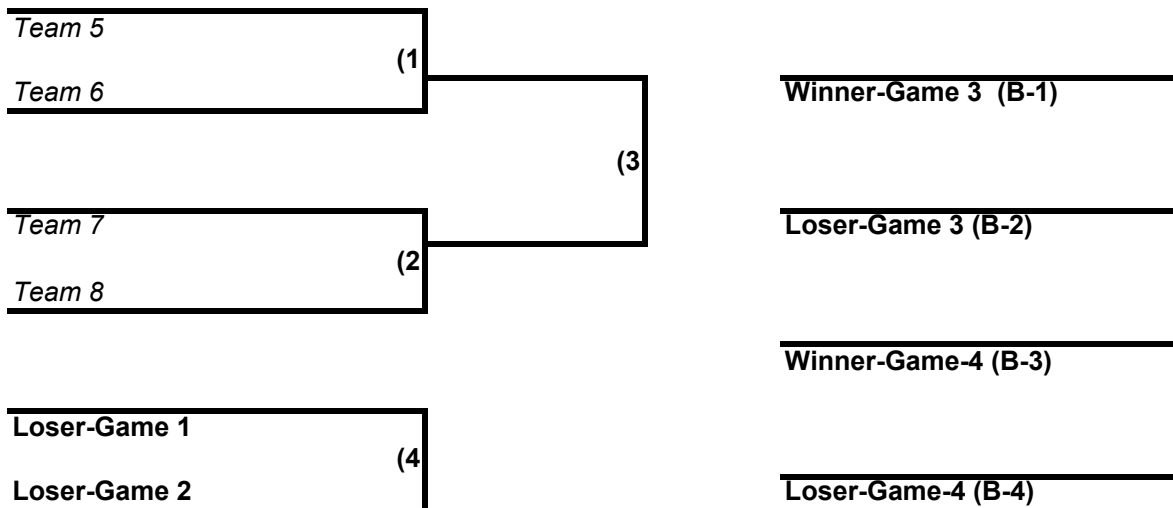 Team 5
(1
Team 6
(3
Team 7
(2
Team 8
Loser-Game 1
(4
Loser-Game 2
Winner-Game 3 (B-1)
Loser-Game 3 (B-2)
Winner-Game-4 (B-3)
Loser-Game-4 (B-4)